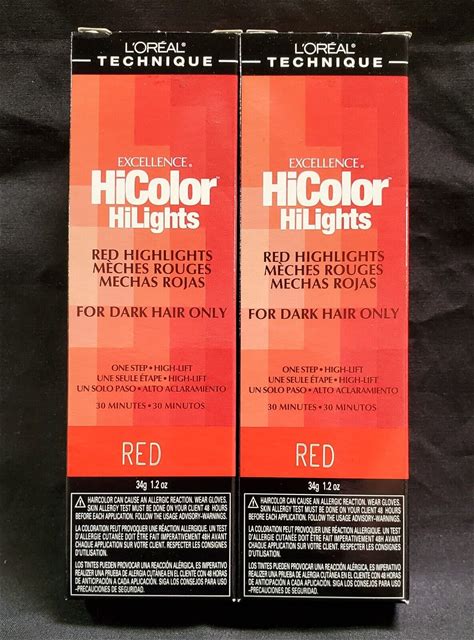 L'ORÉAL®
TECHNIQUE
EXCELLENCE®
HiColor™
HiLights
RED HIGHLIGHTS
MÈCHES ROUGES
MECHAS ROJAS
FOR DARK HAIR ONLY
ONE STEP • HIGH-LIFT
UNE SEULE ÉTAPE • HIGH-LIFT
UN SOLO PASO • ALTO ACLARAMIENTO
30 MINUTES • 30 MINUTOS
RED
34g 1.2 oz
HAIRCOLOR CAN CAUSE AN ALLERGIC REACTION. WEAR GLOVES.
SKIN ALLERGY TEST MUST BE DONE ON YOUR CLIENT 48 HOURS
BEFORE EACH APPLICATION. FOLLOW THE USAGE ADVISORY-WARNINGS.
LA COLORATION PEUT PROVOQUER UNE RÉACTION ALLERGIQUE. UN TEST
D'ALLERGIE CUTANÉE DOIT ÊTRE FAIT IMPÉRATIVEMENT 48H AVANT
CHAQUE APPLICATION SUR VOTRE CLIENT. RESPECTER LES CONSIGNES
D'UTILISATION.
LOS TINTES PUEDEN PROVOCAR UNA REACCIÓN ALÉRGICA, ES IMPERATIVO
REALIZAR UNA PRUEBA DE ALERGIA CUTÁNEA EN EL CLIENTE CON 48 HORAS
DE ANTICIPACIÓN A CADA APLICACIÓN. SIGA LOS CONSEJOS PARA USO
-PRECAUCIONES DE SEGURIDAD.
L'ORÉAL®
TECHNIQUE
EXCELLENCE®
HiColor™
HiLights
RED HIGHLIGHTS
MÈCHES ROUGES
MECHAS ROJAS
FOR DARK HAIR ONLY
ONE STEP • HIGH-LIFT
UNE SEULE ÉTAPE • HIGH-LIFT
UN SOLO PASO • ALTO ACLARAMIENTO
30 MINUTES • 30 MINUTOS
RED
34g 1.2 oz
HAIRCOLOR CAN CAUSE AN ALLERGIC REACTION. WEAR GLOVES.
SKIN ALLERGY TEST MUST BE DONE ON YOUR CLIENT 48 HOURS
BEFORE EACH APPLICATION. FOLLOW THE USAGE ADVISORY-WARNINGS.
LA COLORATION PEUT PROVOQUER UNE RÉACTION ALLERGIQUE. UN TEST
D'ALLERGIE CUTANÉE DOIT ÊTRE FAIT IMPÉRATIVEMENT 48H AVANT
CHAQUE APPLICATION SUR VOTRE CLIENT. RESPECTER LES CONSIGNES
D'UTILISATION.
LOS TINTES PUEDEN PROVOCAR UNA REACCIÓN ALÉRGICA, ES IMPERATIVO
REALIZAR UNA PRUEBA DE ALERGIA CUTÁNEA EN EL CLIENTE CON 48 HORAS
DE ANTICIPACIÓN A CADA APLICACIÓN. SIGA LOS CONSEJOS PARA USO
-PRECAUCIONES DE SEGURIDAD.